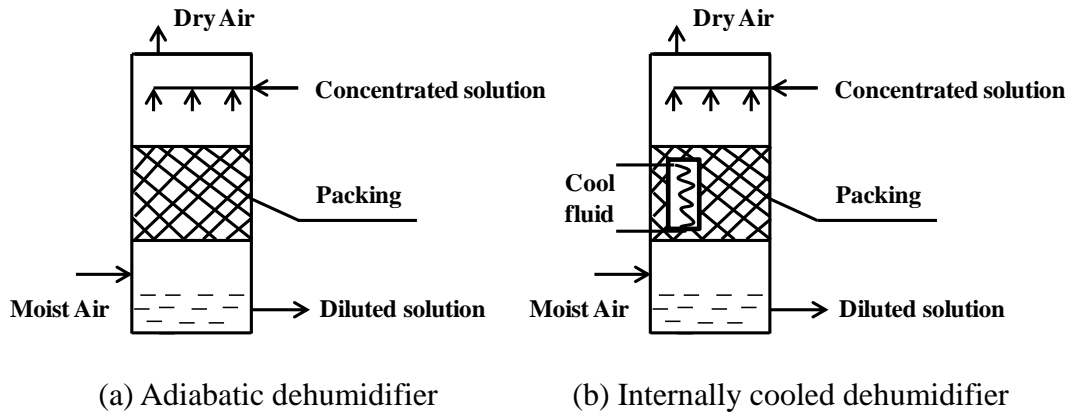 Dry Air
Concentrated solution
Packing
Moist Air
Diluted solution
(a) Adiabatic dehumidifier
Dry Air
Concentrated solution
Cool
fluid
Packing
Moist Air
Diluted solution
(b) Internally cooled dehumidifier